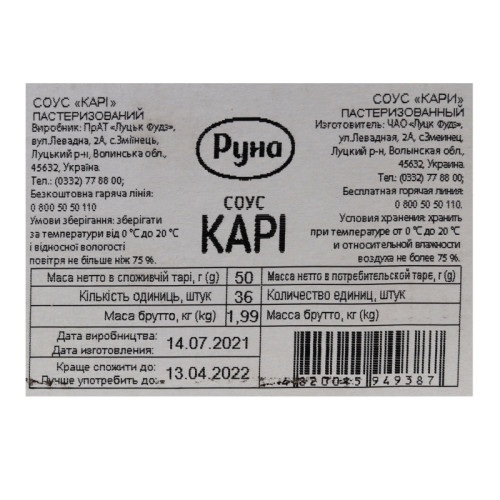 СОУС «КАРІ»
ПАСТЕРИЗОВАНИЙ
Виробник: ПрАТ «Луцьк Фудз»,
вул.Левадна, 2А, с.Зміїнець,
Луцький р-н, Волинська обл.,
45632, Україна.
Тел.: (0332) 77 88 00;
Безкоштовна гаряча лінія:
0 800 50 50 110.
Умови зберігання: зберігати
за температури від 0 °C до 20 °C
і відносної вологості
повітря не більше ніж 75 %.
Руна
СОУС
КАРІ
СОУС «КАРИ»
ПАСТЕРИЗОВАННЫЙ
Изготовитель: ЧАО «Луцк Фудз»,
ул.Левадная, 2А, с.Змеинец,
Луцкий р-н, Волынская обл.,
45632, Украина.
Тел.: (0332) 77 88 00;
Бесплатная горячая линия:
0 800 50 50 110.
Условия хранения: хранить
при температуре от 0 °C до 20 °C
и относительной влажности
воздуха не более 75 %.
Маса нетто в споживчій тарі, г (g) 50 Масса нетто в потребительской таре, г (g)
Кількість одиниць, штук 36 Количество единиц, штук
Маса брутто, кг (kg) 1,99 Масса брутто, кг (kg)
Дата виробництва:
Дата изготовления: 14.07.2021
Краще спожити до:
Лучше употребить до: 13.04.2022
4 820045 949387